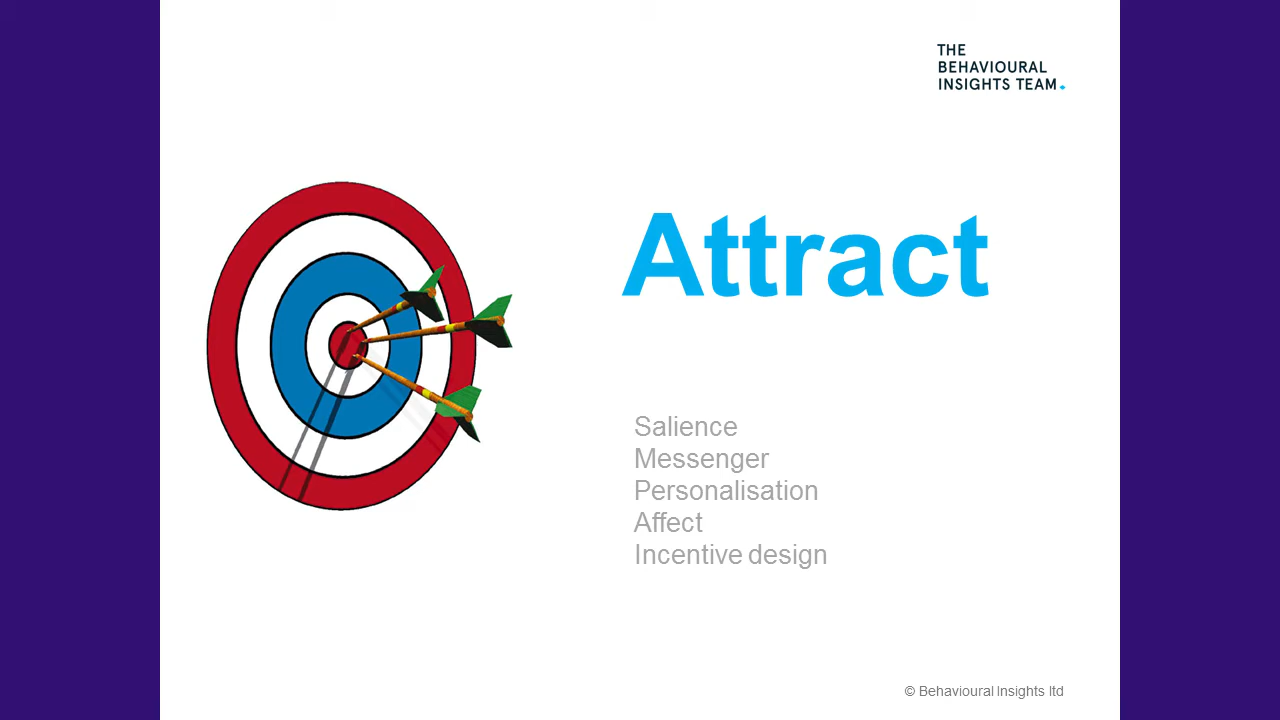 THE
BEHAVIOURAL
INSIGHTS TEAM.
Attract
Salience
Messenger
Personalisation
Affect
Incentive design
© Behavioural Insights ltd